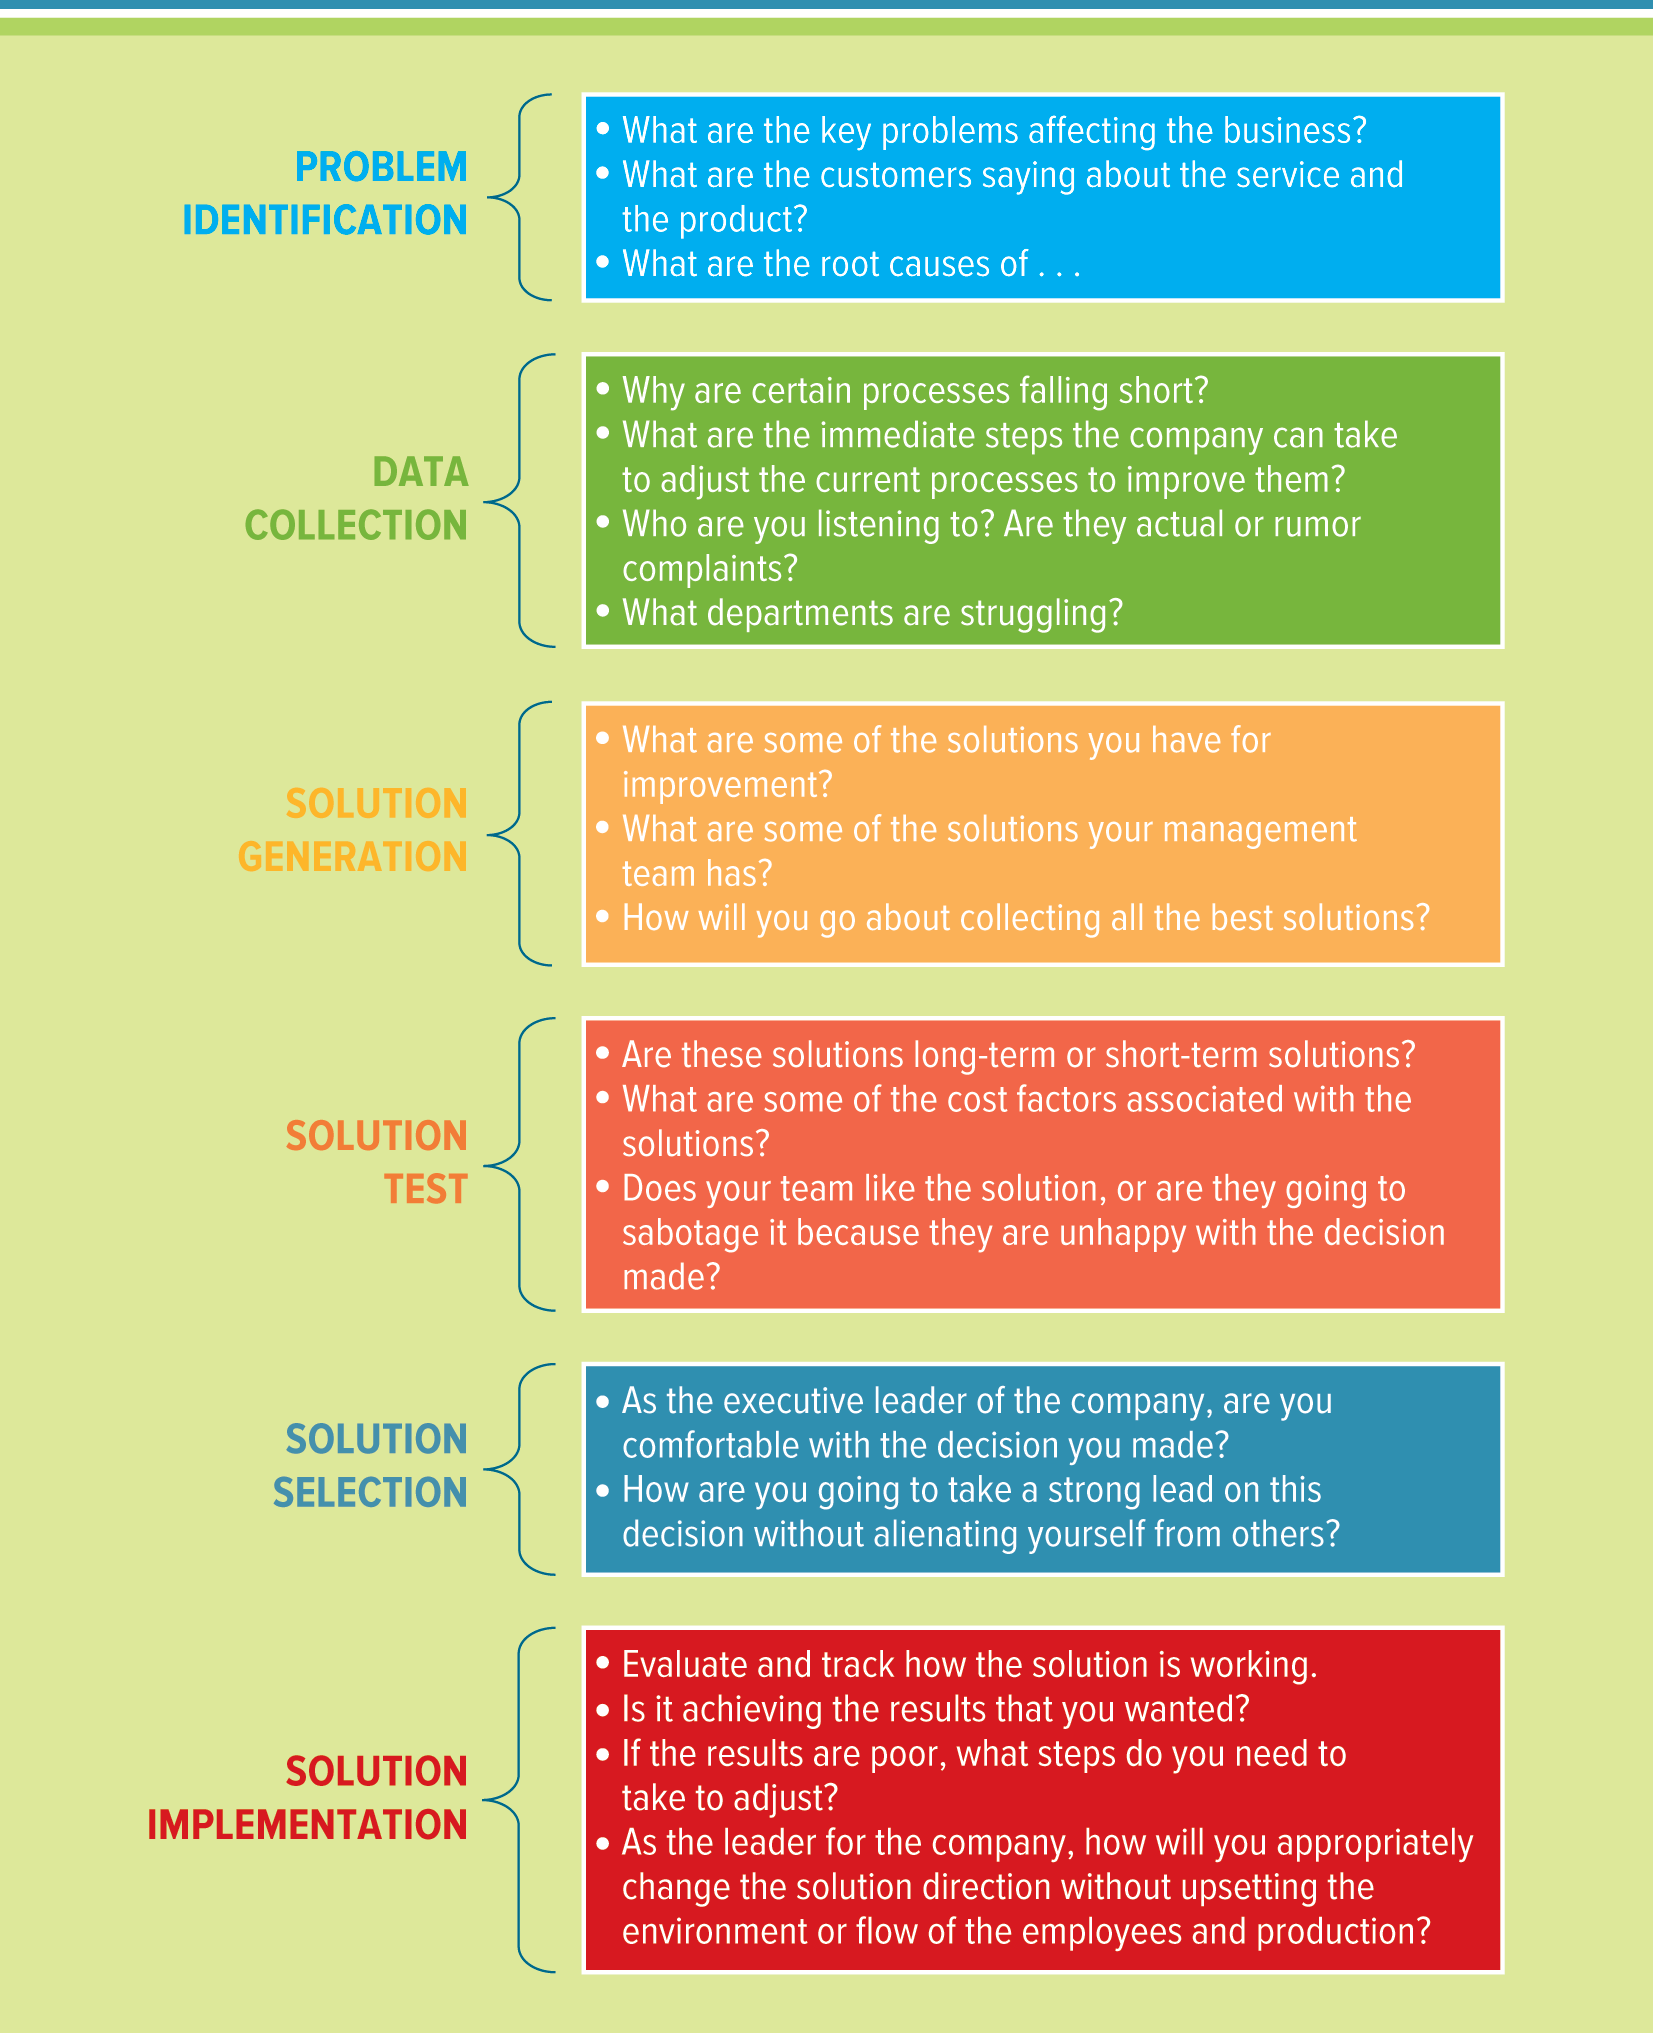 PROBLEM
IDENTIFICATION
• What are the key problems affecting the business?
• What are the customers saying about the service and
the product?
• What are the root causes of . . .
DATA
COLLECTION
• Why are certain processes falling short?
• What are the immediate steps the company can take
to adjust the current processes to improve them?
• Who are you listening to? Are they actual or rumor
complaints?
• What departments are struggling?
SOLUTION
GENERATION
• What are some of the solutions you have for
improvement?
• What are some of the solutions your management
team has?
• How will you go about collecting all the best solutions?
SOLUTION
TEST
• Are these solutions long-term or short-term solutions?
• What are some of the cost factors associated with the
solutions?
• Does your team like the solution, or are they going to
sabotage it because they are unhappy with the decision
made?
SOLUTION
SELECTION
• As the executive leader of the company, are you
comfortable with the decision you made?
• How are you going to take a strong lead on this
decision without alienating yourself from others?
SOLUTION
IMPLEMENTATION
• Evaluate and track how the solution is working.
• Is it achieving the results that you wanted?
• If the results are poor, what steps do you need to
take to adjust?
• As the leader for the company, how will you appropriately
change the solution direction without upsetting the
environment or flow of the employees and production?